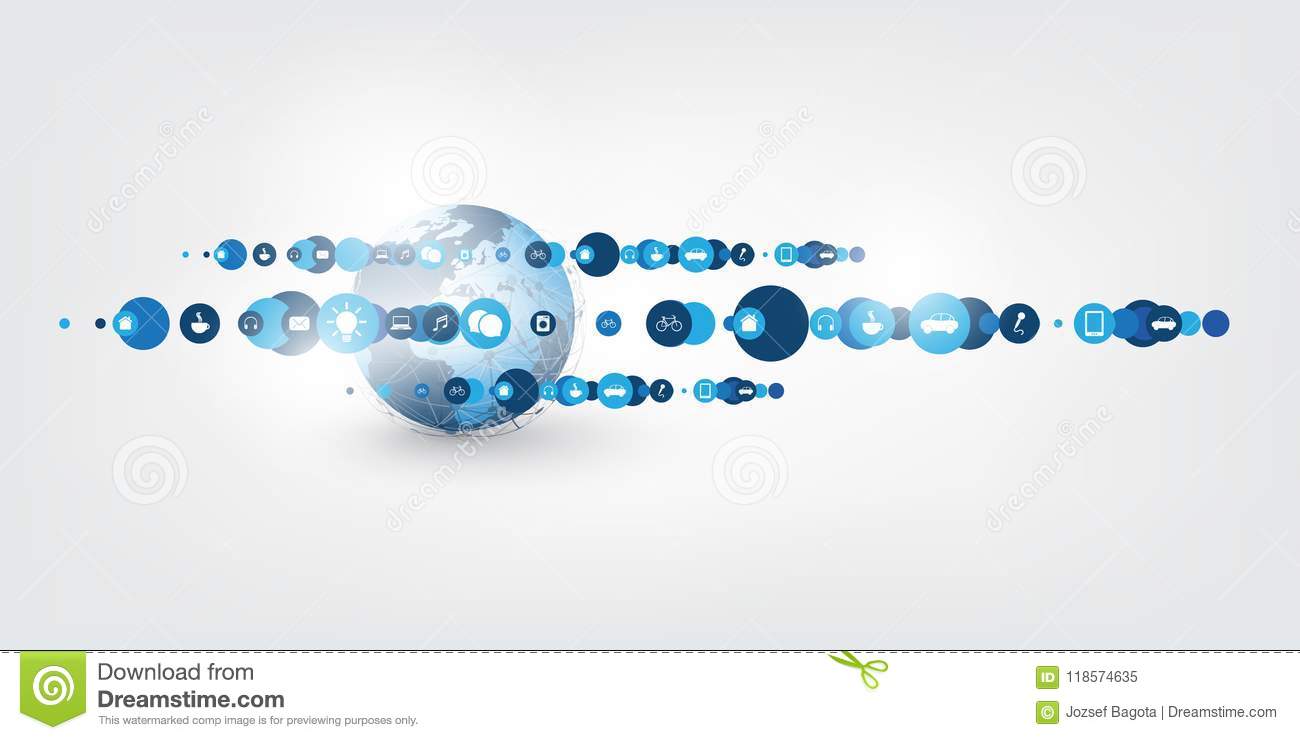 dreamstime
dreamstime
dreamstime
dreamstime
Download from
Dreamstime.com
This watermarked comp image is for previewing purposes only.
ID 118574635
© Jozsef Bagota | Dreamstime.com